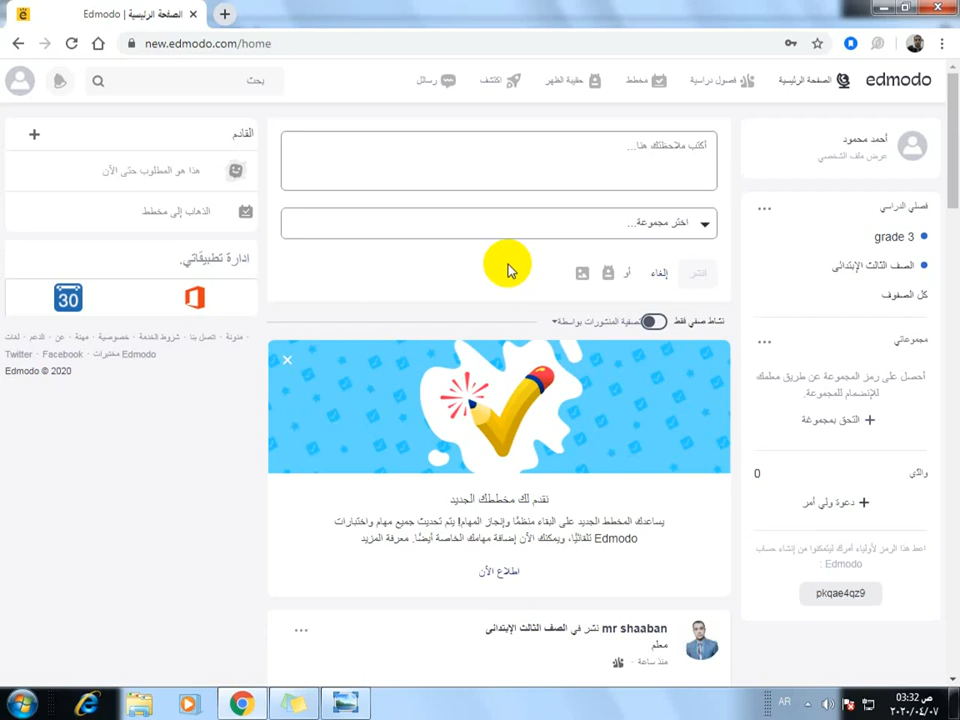 الصفحة الرئيسية | Edmodo
new.edmodo.com/home
edmodo
الصفحة الرئيسية
فصول دراسية
مخطط
حقيبة الظهر
اكتشف
رسائل
بحث
أحمد محمود
عرض ملف الشخصي
فصلي الدراسي
grade 3
الصف الثالث الإبتدائى
كل الصفوف
مجموعاتي
أحصل على رمز المجموعة عن طريق معلمك
للإنضمام للمجموعة.
التحق بمجموعة
والدّي
0
دعوة ولي أمر
اعط هذا الرمز لأولياء أمرك ليتمكنوا من إنشاء حساب
Edmodo :
pkqae4qz9
أكتب ملاحظتك هنا...
اختر مجموعة...
انشر
إلغاء
أو
نشاط صفي فقط
تصفية المنشورات بواسطة
نقدم لك مخططك الجديد
يساعدك المخطط الجديد على البقاء منظمًا وإنجاز المهام! يتم تحديث جميع مهام واختبارات
Edmodo تلقائيًا، ويمكنك الآن إضافة مهامك الخاصة أيضًا. معرفة المزيد
اطلاع الأن
mr shaaban نشر في الصف الثالث الإبتدائى
معلم
منذ ساعة
القادم
هذا هو المطلوب حتى الآن
الذهاب إلى مخطط
ادارة تطبيقاتي.
30
مدونة · اتصل بنا · شروط الخدمة · خصوصية · مهنة · عن · الدعم · لغات
Twitter · Facebook · مختبرات Edmodo
Edmodo © 2020
AR
03:32 ص
٢٠٢٠/٠٤/٠٧